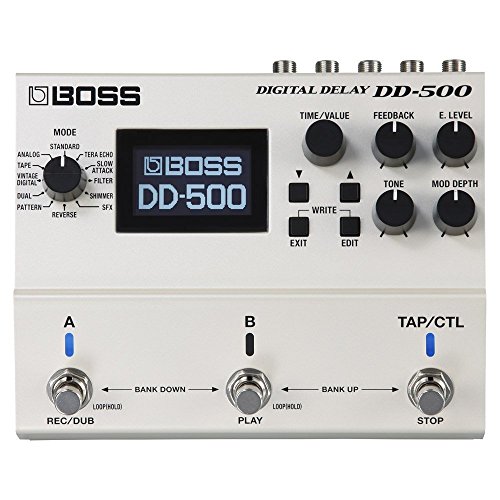 BOSS
DIGITAL DELAY DD-500
MODE
STANDARD
ANALOG
TERA ECHO
TAPE
SLOW
ATTACK
VINTAGE
DIGITAL
FILTER
DUAL
SHIMMER
PATTERN
SFX
REVERSE
BOSS
DD-500
TIME/VALUE
FEEDBACK
E. LEVEL
▼
▲
WRITE
EXIT
EDIT
TONE
MOD DEPTH
A
B
TAP/CTL
BANK DOWN
BANK UP
LOOP(HOLD)
LOOP(HOLD)
REC/DUB
PLAY
STOP